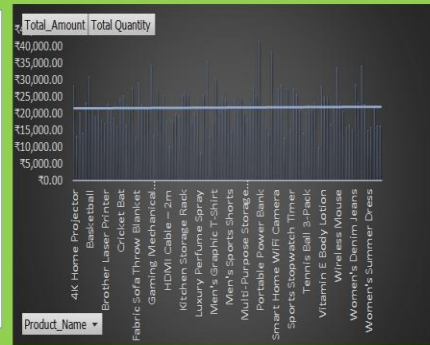 Total_Amount Total Quantity
₹40,000.00
₹35,000.00
₹30,000.00
₹25,000.00
₹20,000.00
₹15,000.00
₹10,000.00
₹5,000.00
₹0.00
4K Home Projector
Basketball
Brother Laser Printer
Cricket Bat
Fabric Sofa Throw Blanket
Gaming Mechanical...
HDMI Cable – 2m
Kitchen Storage Rack
Luxury Perfume Spray
Men's Graphic T-Shirt
Men's Sports Shorts
Multi-Purpose Storage...
Portable Power Bank
Smart Home WiFi Camera
Sports Stopwatch Timer
Tennis Ball 3-Pack
Vitamin E Body Lotion
Wireless Mouse
Women's Denim Jeans
Women's Summer Dress
Product_Name